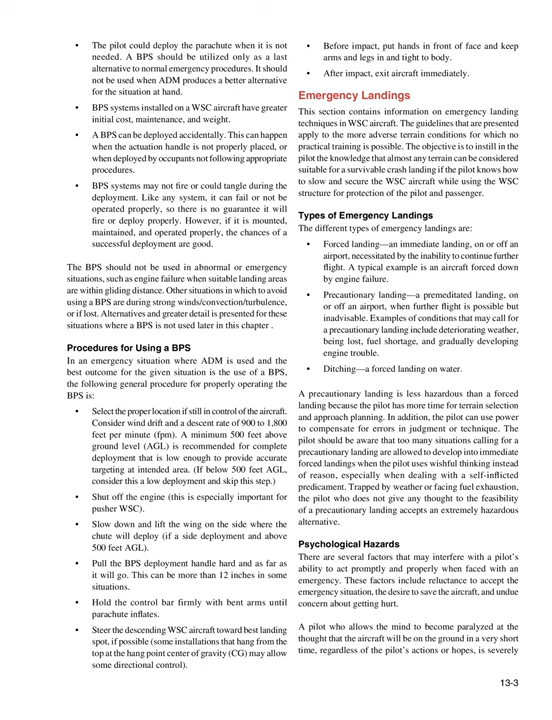 • The pilot could deploy the parachute when it is not
needed. A BPS should be utilized only as a last
alternative to normal emergency procedures. It should
not be used when ADM produces a better alternative
for the situation at hand.
• BPS systems installed on a WSC aircraft have greater
initial cost, maintenance, and weight.
• A BPS can be deployed accidentally. This can happen
when the actuation handle is not properly placed, or
when deployed by occupants not following appropriate
procedures.
• BPS systems may not fire or could tangle during the
deployment. Like any system, it can fail or not be
operated properly, so there is no guarantee it will
fire or deploy properly. However, if it is mounted,
maintained, and operated properly, the chances of a
successful deployment are good.
The BPS should not be used in abnormal or emergency
situations, such as engine failure when suitable landing areas
are within gliding distance. Other situations in which to avoid
using a BPS are during strong winds/convection/turbulence,
or if lost. Alternatives and greater detail is presented for these
situations where a BPS is not used later in this chapter .
Procedures for Using a BPS
In an emergency situation where ADM is used and the
best outcome for the given situation is the use of a BPS,
the following general procedure for properly operating the
BPS is:
• Select the proper location if still in control of the aircraft.
Consider wind drift and a descent rate of 900 to 1,800
feet per minute (fpm). A minimum 500 feet above
ground level (AGL) is recommended for complete
deployment that is low enough to provide accurate
targeting at intended area. (If below 500 feet AGL,
consider this a low deployment and skip this step.)
• Shut off the engine (this is especially important for
pusher WSC).
• Slow down and lift the wing on the side where the
chute will deploy (if a side deployment and above
500 feet AGL).
• Pull the BPS deployment handle hard and as far as
it will go. This can be more than 12 inches in some
situations.
• Hold the control bar firmly with bent arms until
parachute inflates.
• Steer the descending WSC aircraft toward best landing
spot, if possible (some installations that hang from the
top at the hang point center of gravity (CG) may allow
some directional control).
• Before impact, put hands in front of face and keep
arms and legs in and tight to body.
• After impact, exit aircraft immediately.
Emergency Landings
This section contains information on emergency landing
techniques in WSC aircraft. The guidelines that are presented
apply to the more adverse terrain conditions for which no
practical training is possible. The objective is to instill in the
pilot the knowledge that almost any terrain can be considered
suitable for a survivable crash landing if the pilot knows how
to slow and secure the WSC aircraft while using the WSC
structure for protection of the pilot and passenger.
Types of Emergency Landings
The different types of emergency landings are:
• Forced landing—an immediate landing, on or off an
airport, necessitated by the inability to continue further
flight. A typical example is an aircraft forced down
by engine failure.
• Precautionary landing—a premeditated landing, on
or off an airport, when further flight is possible but
inadvisable. Examples of conditions that may call for
a precautionary landing include deteriorating weather,
being lost, fuel shortage, and gradually developing
engine trouble.
• Ditching—a forced landing on water.
A precautionary landing is less hazardous than a forced
landing because the pilot has more time for terrain selection
and approach planning. In addition, the pilot can use power
to compensate for errors in judgment or technique. The
pilot should be aware that too many situations calling for a
precautionary landing are allowed to develop into immediate
forced landings when the pilot uses wishful thinking instead
of reason, especially when dealing with a self-inflicted
predicament. Trapped by weather or facing fuel exhaustion,
the pilot who does not give any thought to the feasibility
of a precautionary landing accepts an extremely hazardous
alternative.
Psychological Hazards
There are several factors that may interfere with a pilot’s
ability to act promptly and properly when faced with an
emergency. These factors include reluctance to accept the
emergency situation, the desire to save the aircraft, and undue
concern about getting hurt.
A pilot who allows the mind to become paralyzed at the
thought that the aircraft will be on the ground in a very short
time, regardless of the pilot’s actions or hopes, is severely
13-3